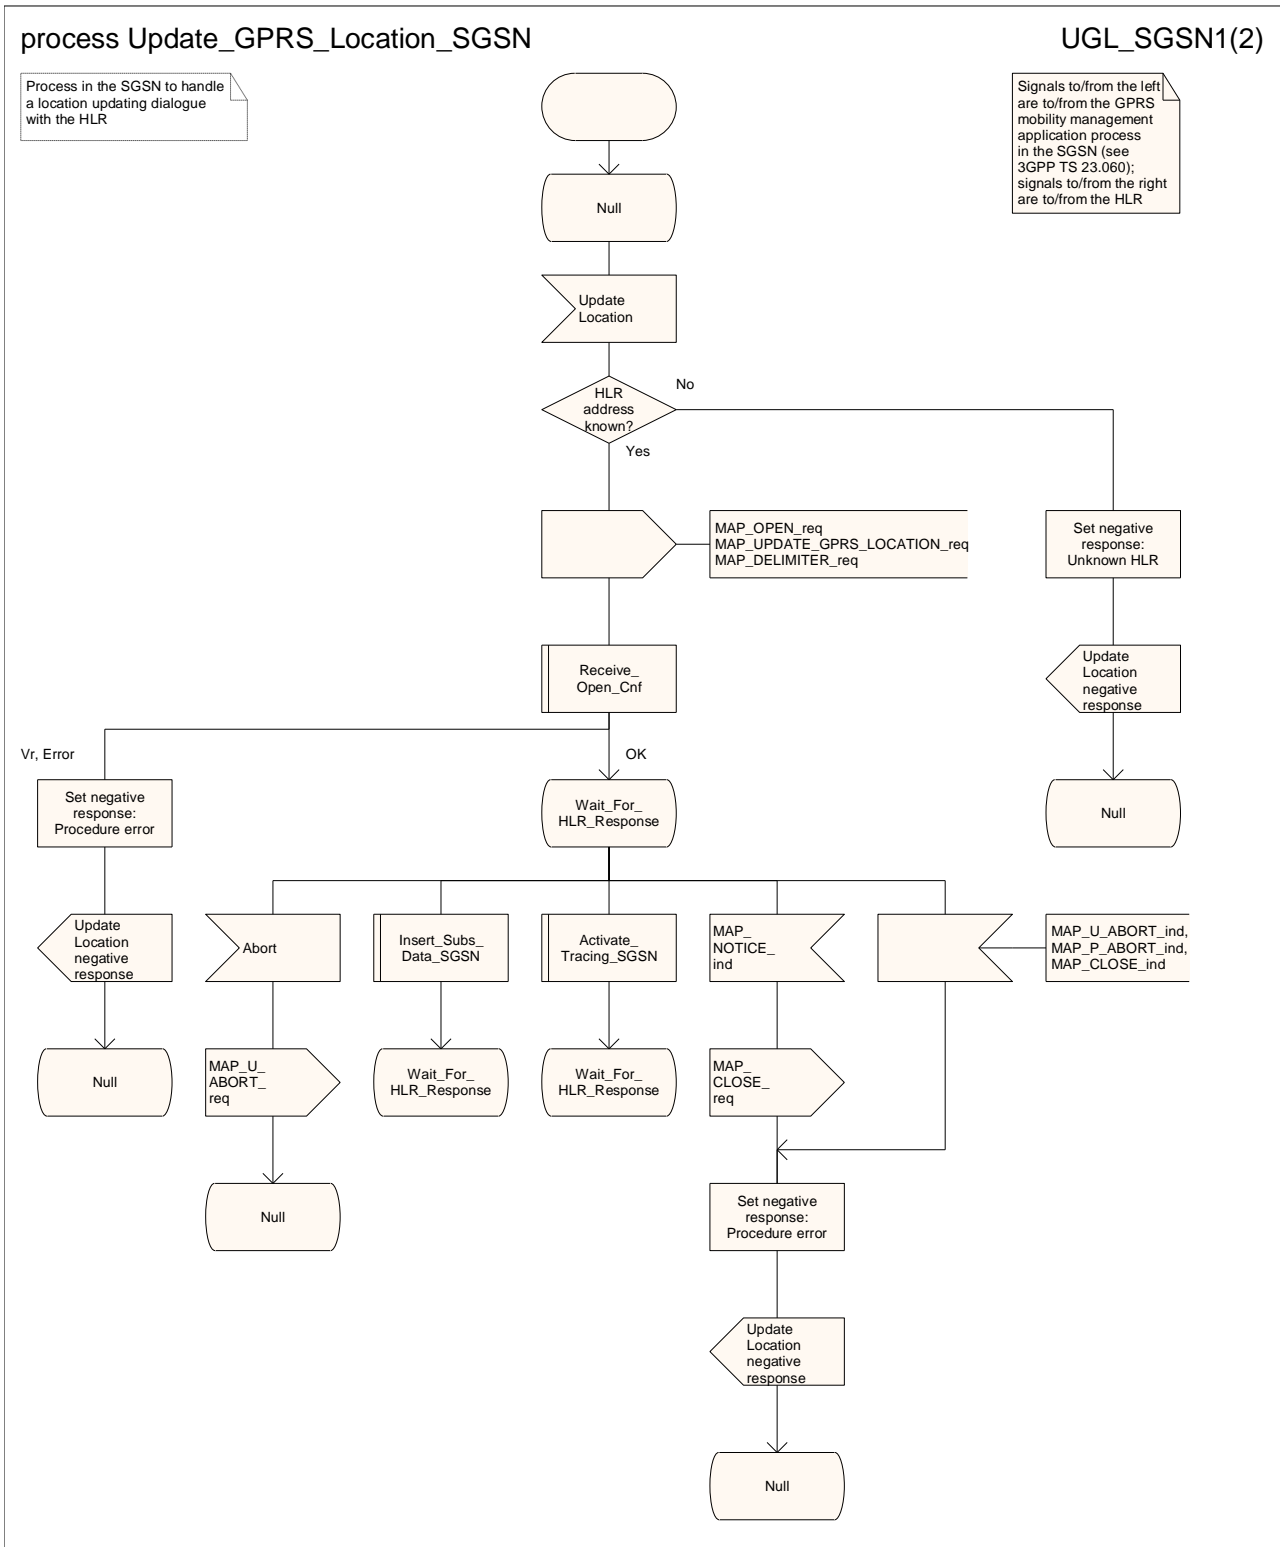 process Update_GPRS_Location_SGSN
UGL_SGSN1(2)
Process in the SGSN to handle
a location updating dialogue
with the HLR
Signals to/from the left
are to/from the GPRS
mobility management
application process
in the SGSN (see
3GPP TS 23.060);
signals to/from the right
are to/from the HLR
Null
Update
Location
HLR
address
known?
No
Yes
MAP_OPEN_req
MAP_UPDATE_GPRS_LOCATION_req
MAP_DELIMITER_req
Set negative
response:
Unknown HLR
Receive_
Open_Cnf
Update
Location
negative
response
Vr, Error
OK
Set negative
response:
Procedure error
Wait_For_
HLR_Response
Null
Update
Location
negative
response
Abort
Insert_Subs_
Data_SGSN
Activate_
Tracing_SGSN
MAP_
NOTICE_
ind
MAP_U_ABORT_ind,
MAP_P_ABORT_ind,
MAP_CLOSE_ind
Null
MAP_U_
ABORT_
req
Wait_For_
HLR_Response
Wait_For_
HLR_Response
MAP_
CLOSE_
req
Null
Set negative
response:
Procedure error
Update
Location
negative
response
Null